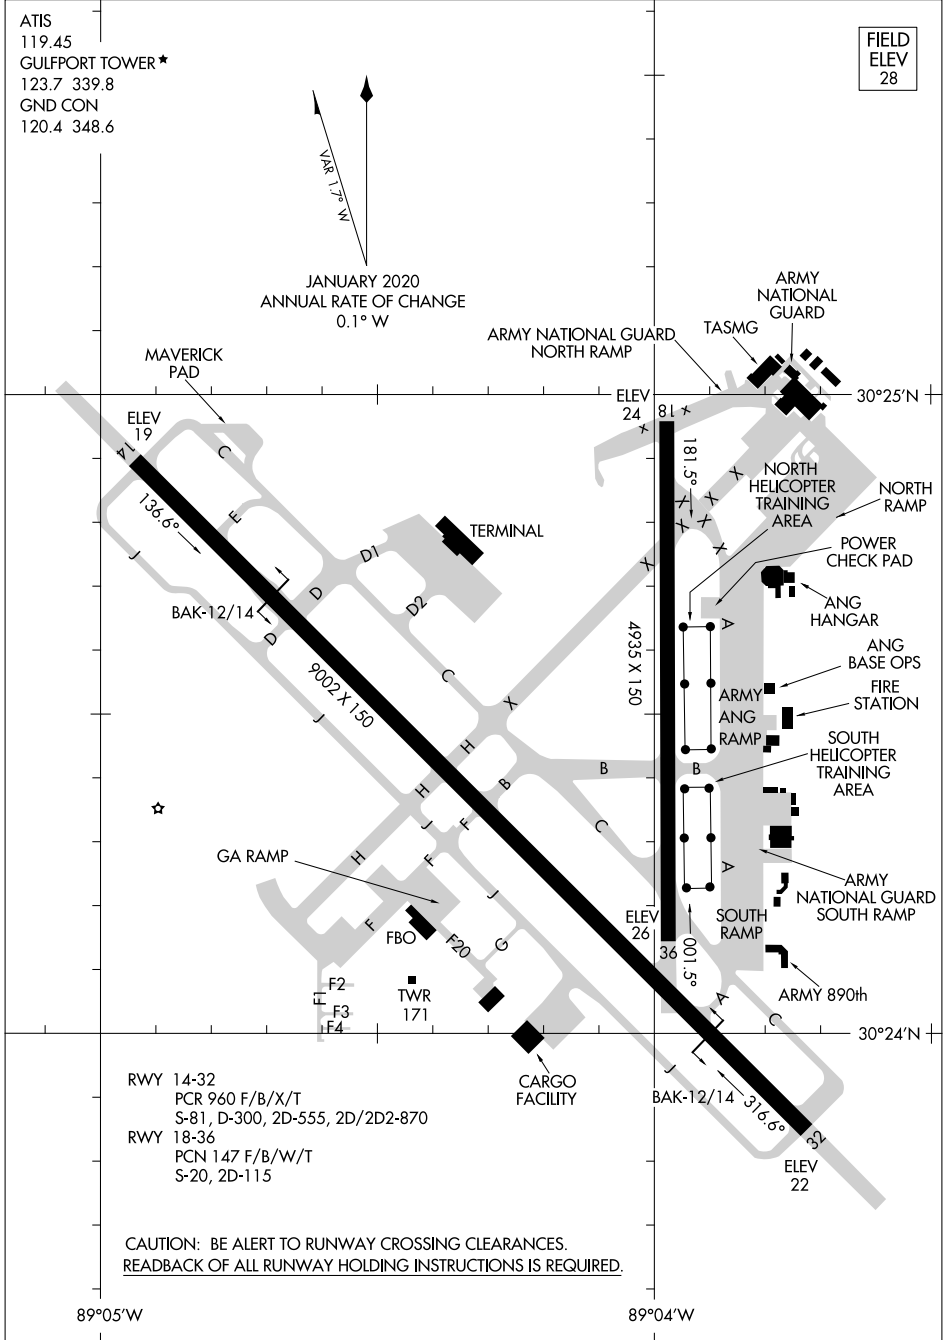 ATIS
119.45
GULFPORT TOWER
123.7 339.8
GND CON
120.4 348.6
FIELD
ELEV
28
VAR 1.7° W
JANUARY 2020
ANNUAL RATE OF CHANGE
0.1° W
ARMY
NATIONAL
GUARD
TASMG
ARMY NATIONAL GUARD
NORTH RAMP
MAVERICK
PAD
30°25'N
ELEV
24
18
X
X
ELEV
19
14
C
181.5°
X
X
X
X
X
X
X
NORTH
HELICOPTER
TRAINING
AREA
NORTH
RAMP
136.6°
E
J
TERMINAL
D1
POWER
CHECK PAD
D
D2
BAK-12/14
D
ANG
HANGAR
A
4935 X 150
9002 X 150
C
X
ANG
BASE OPS
FIRE
STATION
ARMY
ANG
RAMP
J
H
B
B
B
SOUTH
HELICOPTER
TRAINING
AREA
H
J
F
C
H
F
GA RAMP
A
J
ARMY
NATIONAL GUARD
SOUTH RAMP
ELEV
26
SOUTH
RAMP
F
FBO
F20
G
36
001.5°
F1
F2
F3
F4
TWR
171
ARMY 890th
A
C
30°24'N
J
CARGO
FACILITY
BAK-12/14
316.6°
32
ELEV
22
RWY 14-32
PCR 960 F/B/X/T
S-81, D-300, 2D-555, 2D/2D2-870
RWY 18-36
PCN 147 F/B/W/T
S-20, 2D-115
CAUTION: BE ALERT TO RUNWAY CROSSING CLEARANCES.
READBACK OF ALL RUNWAY HOLDING INSTRUCTIONS IS REQUIRED.
89°05'W
89°04'W